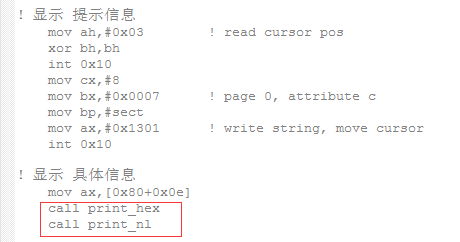 ! 显示 提示信息
mov ah,#0x03 ! read cursor pos
xor bh,bh
int 0x10
mov cx,#8
mov bx,#0x0007 ! page 0, attribute c
mov bp,#sect
mov ax,#0x1301 ! write string, move cursor
int 0x10
! 显示 具体信息
mov ax,[0x80+0x0e]
call print_hex
call print_nl